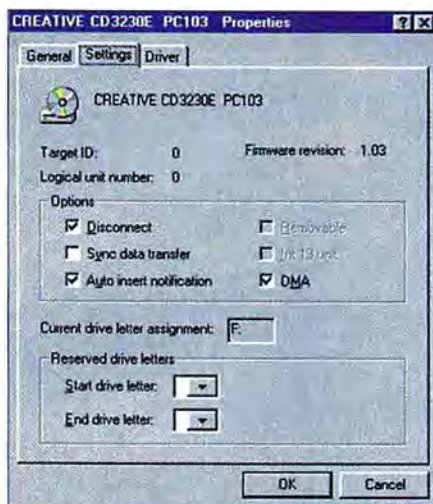 CREATIVE CD3230E PC103 Properties
General Settings Driver
CREATIVE CD3230E PC103
Target ID: 0 Firmware revision: 1.03
Logical unit number: 0
Options
Disconnect Removable
Sync data transfer Int 13 unit
Auto insert notification DMA
Current drive letter assignment: F:
Reserved drive letters
Start drive letter:
End drive letter:
OK Cancel